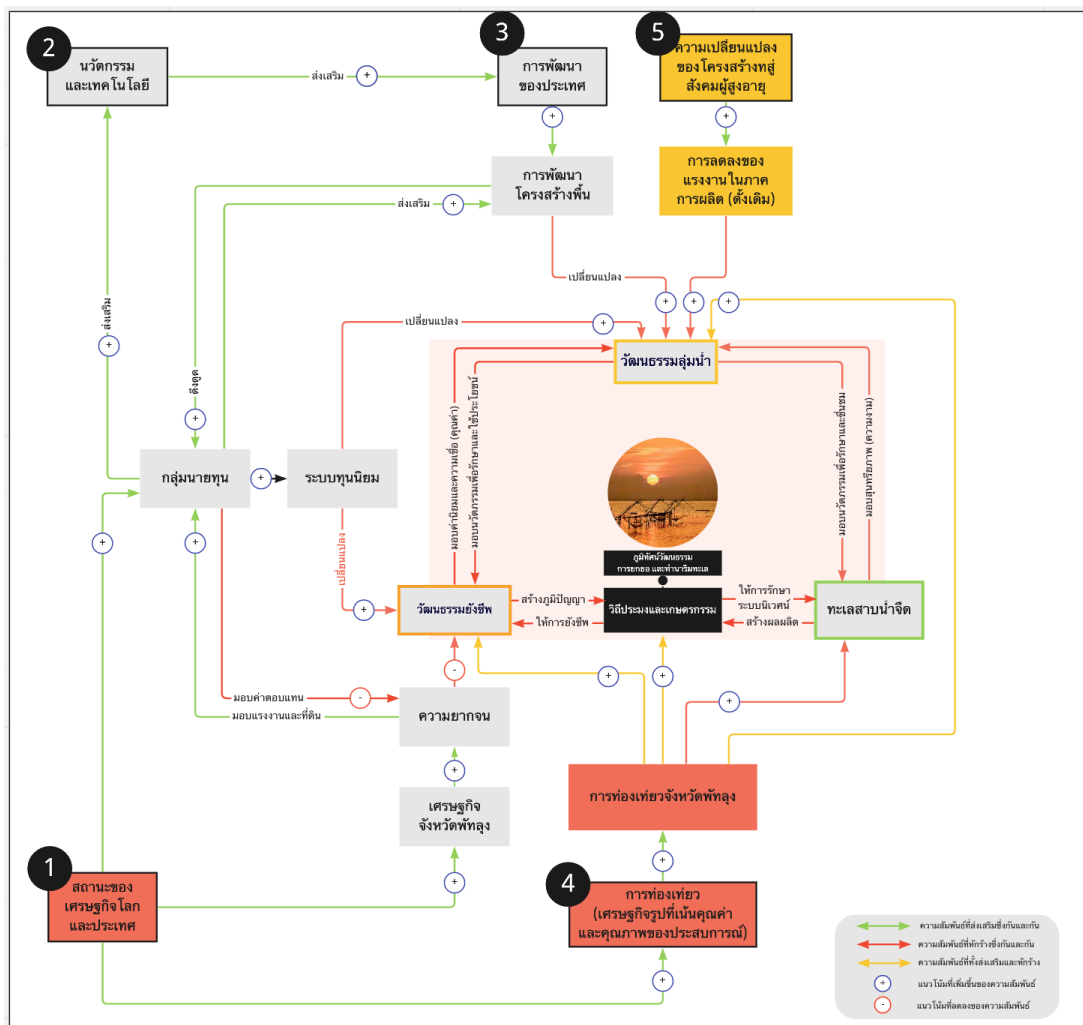 2
นวัตกรรม
และเทคโนโลยี
ส่งเสริม
+
3
การพัฒนา
ของประเทศ
5
ความเปลี่ยนแปลง
ของโครงสร้างทสู่
สังคมผู้สูงอายุ
+
+
การพัฒนา
โครงสร้างพื้น
การลดลงของ
แรงงานในภาค
การผลิต (ดั้งเดิม)
ส่งเสริม
+
เปลี่ยนแปลง
+
+
+
ส่งเสริม
+
ดึงดูด
+
เปลี่ยนแปลง
+
วัฒนธรรมลุ่มน้ำ
มอบค่านิยมและความเชื่อ (คุณค่า)
มอบนวัตกรรมเพื่อรักษาและใช้ประโยชน์
มอบนวัตกรรมเพื่อรักษาและชื่นชม
มอบสุนทรียภาพ (ความงาม)
กลุ่มนายทุน
+
ระบบทุนนิยม
ภูมิทัศน์วัฒนธรรม
การยกยอ และทำนาริมทะเล
+
+
เปลี่ยนแปลง
+
วัฒนธรรมยังชีพ
สร้างภูมิปัญญา
ให้การยังชีพ
วิถีประมงและเกษตรกรรม
ให้การรักษา
ระบบนิเวศน์
สร้างผลผลิต
ทะเลสาบน้ำจืด
-
+
+
+
มอบค่าตอบแทน
-
มอบแรงงานและที่ดิน
ความยากจน
+
เศรษฐกิจ
จังหวัดพัทลุง
การท่องเที่ยวจังหวัดพัทลุง
+
+
1
สถานะของ
เศรษฐกิจโลก
และประเทศ
4
การท่องเที่ยว
(เศรษฐกิจรูปที่เน้นคุณค่า
และคุณภาพของประสบการณ์)
+
ความสัมพันธ์ที่ส่งเสริมซึ่งกันและกัน
ความสัมพันธ์ที่หักร้างซึ่งกันและกัน
ความสัมพันธ์ที่ทั้งส่งเสริมและหักร้าง
+
แนวโน้มที่เพิ่มขึ้นของความสัมพันธ์
-
แนวโน้มที่ลดลงของความสัมพันธ์